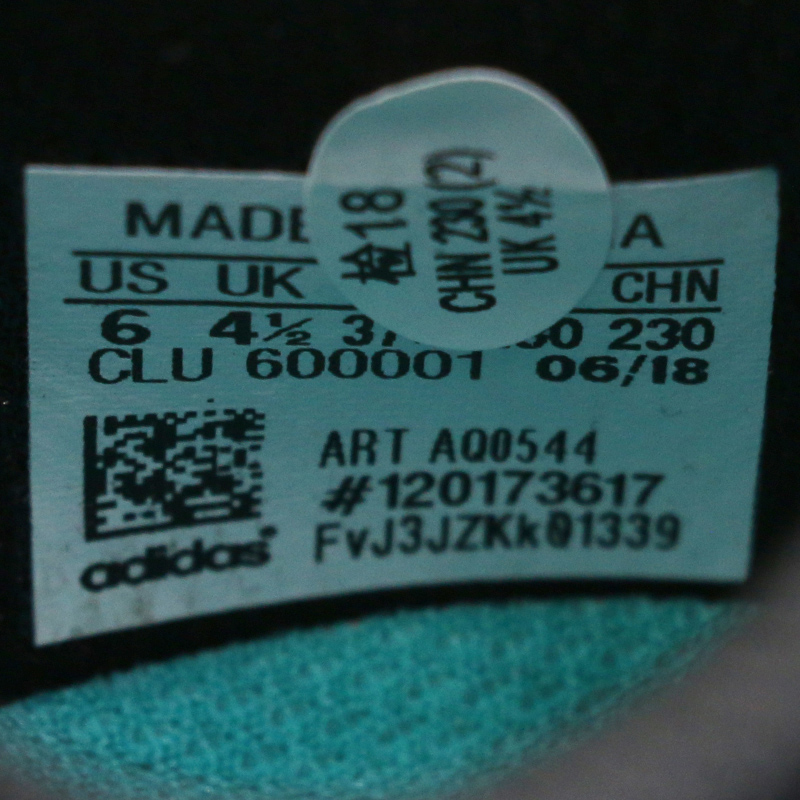 MADE A
US UK CHN
6 4½ 230
CLU 600001 06/18
ART AQ0544
#120173617
FvJ3JZKk01339
adidas
检18
CHN 230(2)
UK 4½